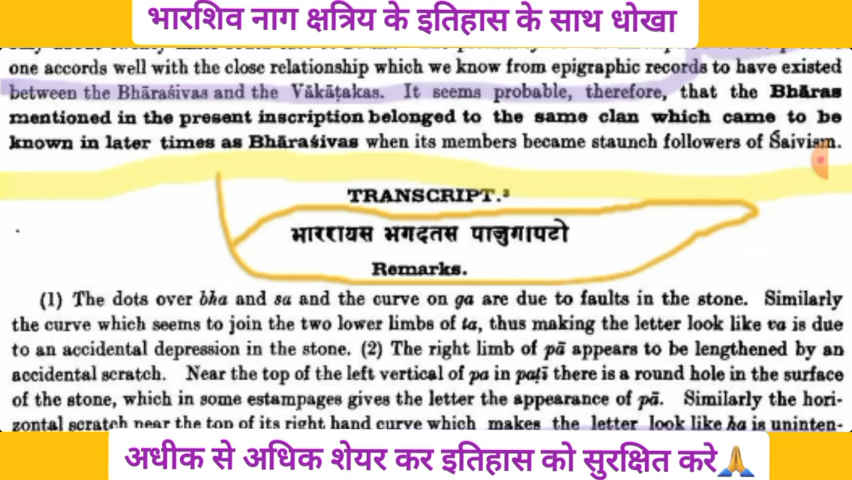 भारशिव नाग क्षत्रिय के इतिहास के साथ धोखा
one accords well with the close relationship which we know from epigraphic records to have existed
between the Bhāraśivas and the Vākāṭakas. It seems probable, therefore, that the Bhāras
mentioned in the present inscription belonged to the same clan which came to be
known in later times as Bhāraśivas when its members became staunch followers of Śaivism.
TRANSCRIPT.³
भाररायस भगदतस पाजुगापटो
Remarks.
(1) The dots over bha and sa and the curve on ga are due to faults in the stone. Similarly
the curve which seems to join the two lower limbs of ta, thus making the letter look like va is due
to an accidental depression in the stone. (2) The right limb of pā appears to be lengthened by an
accidental scratch. Near the top of the left vertical of pa in paṭī there is a round hole in the surface
of the stone, which in some estampages gives the letter the appearance of pā. Similarly the hori-
zontal scratch near the top of its right hand curve which makes the letter look like ha is uninten-
अधीक से अधिक शेयर कर इतिहास को सुरक्षित करे🙏